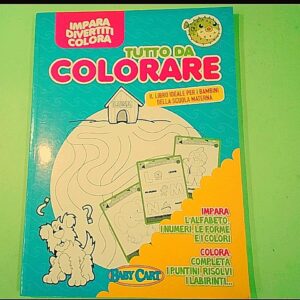 IMPARA
DIVERTITI
COLORA
TUTTO DA
COLORARE
IL LIBRO IDEALE PER I BAMBINI
DELLA SCUOLA MATERNA
IMPARA
L'ALFABETO,
I NUMERI, LE FORME
E I COLORI
COLORA,
COMPLETA
I PUNTINI, RISOLVI
I LABIRINTI...
BABY CART